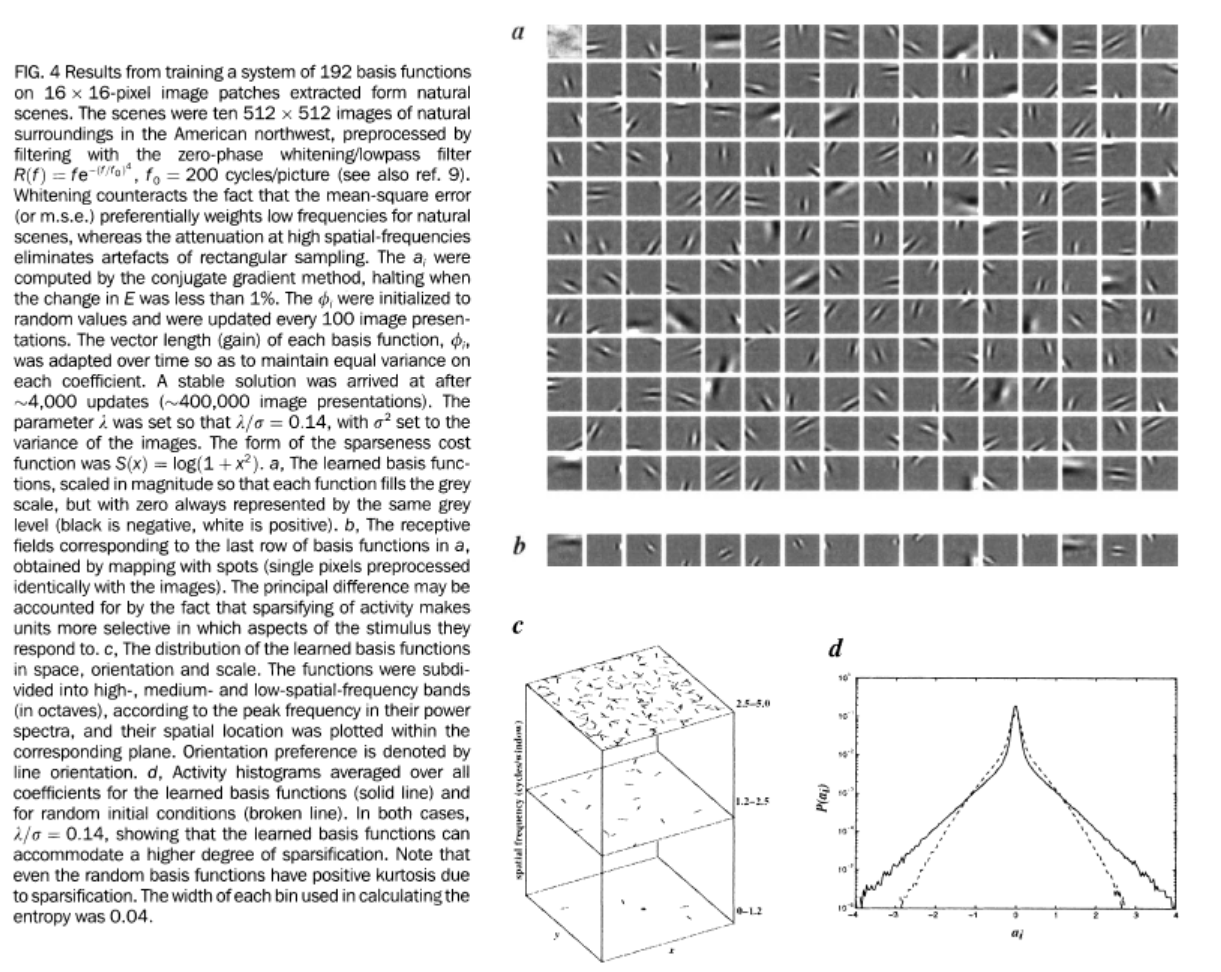 FIG. 4 Results from training a system of 192 basis functions
on 16 × 16-pixel image patches extracted form natural
scenes. The scenes were ten 512 × 512 images of natural
surroundings in the American northwest, preprocessed by
filtering with the zero-phase whitening/lowpass filter
R(f) = fe^{-(f/f₀)⁴}, f₀ = 200 cycles/picture (see also ref. 9).
Whitening counteracts the fact that the mean-square error
(or m.s.e.) preferentially weights low frequencies for natural
scenes, whereas the attenuation at high spatial-frequencies
eliminates artefacts of rectangular sampling. The aᵢ were
computed by the conjugate gradient method, halting when
the change in E was less than 1%. The ϕᵢ were initialized to
random values and were updated every 100 image presen-
tations. The vector length (gain) of each basis function, ϕᵢ,
was adapted over time so as to maintain equal variance on
each coefficient. A stable solution was arrived at after
~4,000 updates (~400,000 image presentations). The
parameter λ was set so that λ/σ = 0.14, with σ² set to the
variance of the images. The form of the sparseness cost
function was S(x) = log(1 + x²). a, The learned basis func-
tions, scaled in magnitude so that each function fills the grey
scale, but with zero always represented by the same grey
level (black is negative, white is positive). b, The receptive
fields corresponding to the last row of basis functions in a,
obtained by mapping with spots (single pixels preprocessed
identically with the images). The principal difference may be
accounted for by the fact that sparsifying of activity makes
units more selective in which aspects of the stimulus they
respond to. c, The distribution of the learned basis functions
in space, orientation and scale. The functions were subdi-
vided into high-, medium- and low-spatial-frequency bands
(in octaves), according to the peak frequency in their power
spectra, and their spatial location was plotted within the
corresponding plane. Orientation preference is denoted by
line orientation. d, Activity histograms averaged over all
coefficients for the learned basis functions (solid line) and
for random initial conditions (broken line). In both cases,
λ/σ = 0.14, showing that the learned basis functions can
accommodate a higher degree of sparsification. Note that
even the random basis functions have positive kurtosis due
to sparsification. The width of each bin used in calculating the
entropy was 0.04.
a
b
c
spatial frequency (cycles/window)
2.5–5.0
1.2–2.5
0–1.2
y
x
d
P(aᵢ)
-4 -3 -2 -1 0 1 2 3 4
aᵢ